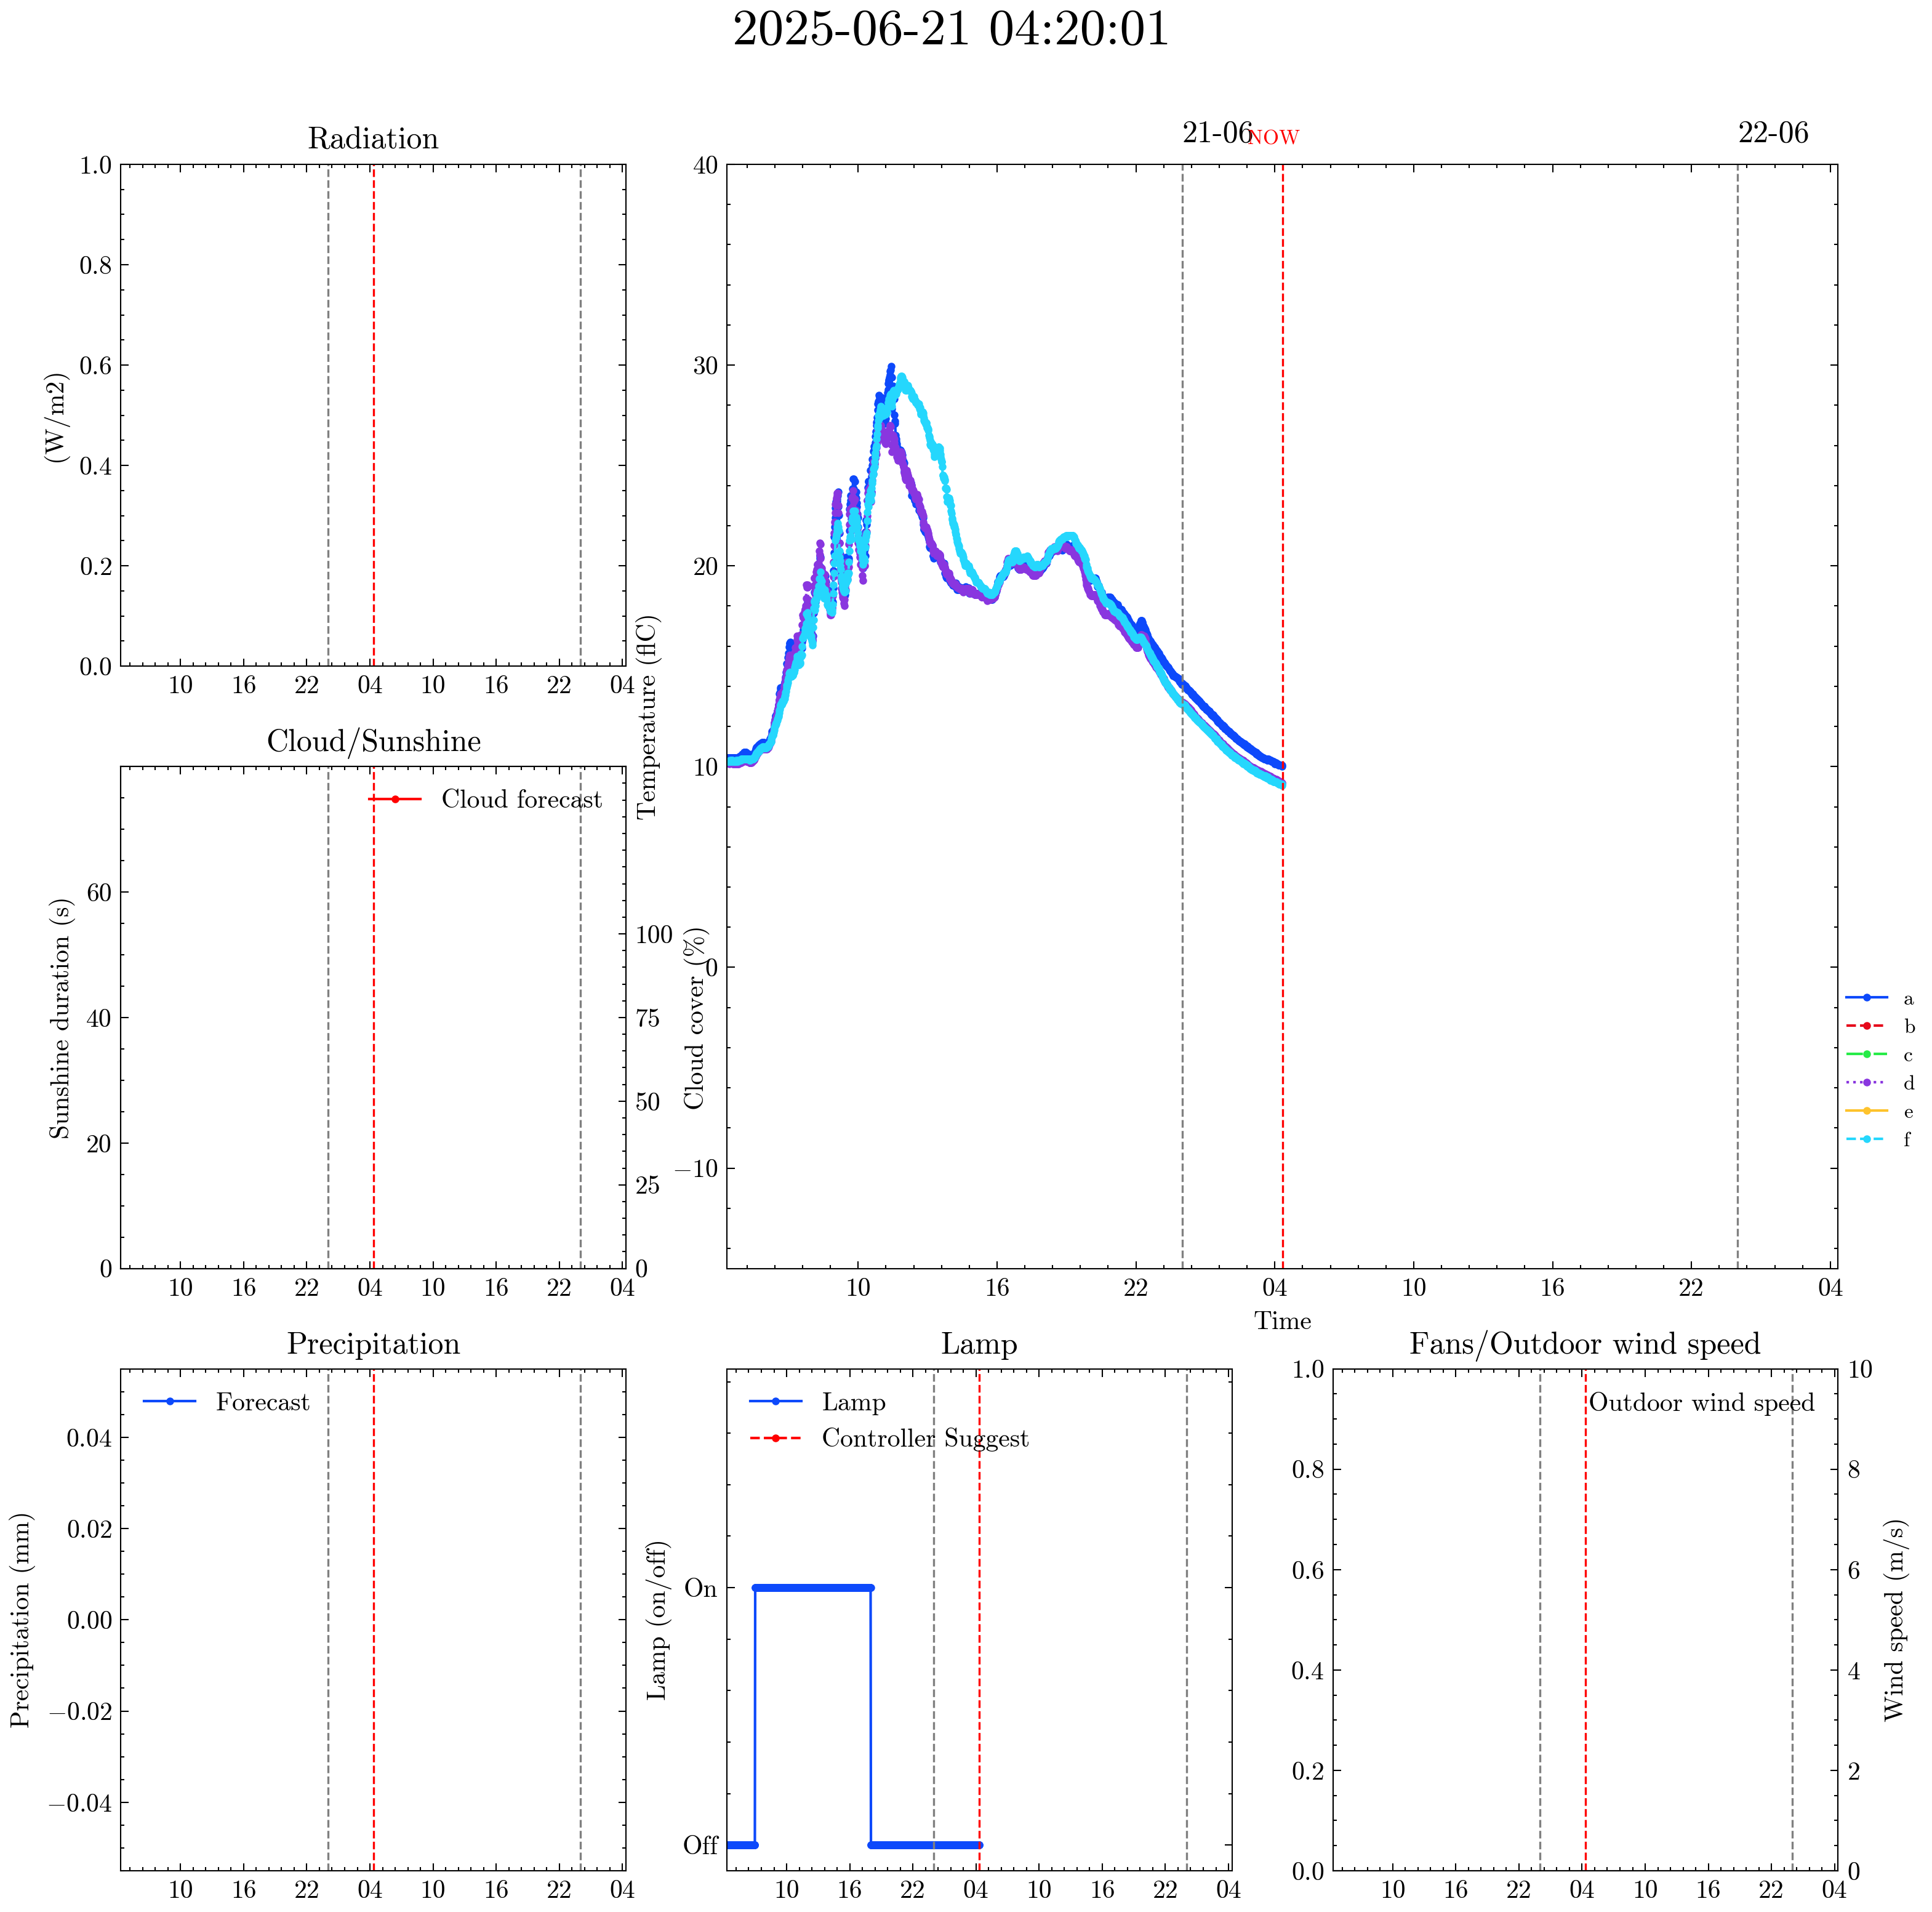 2025-06-21 04:20:01
Radiation
(W/m2)
1.0
0.8
0.6
0.4
0.2
0.0
10 16 22 04 10 16 22 04
21-06
NOW
22-06
Temperature (flC)
40
30
20
10
0
−10
10 16 22 04 10 16 22 04
Time
a
b
c
d
e
f
Cloud/Sunshine
Cloud forecast
Sunshine duration (s)
60
40
20
0
Cloud cover (%)
100
75
50
25
0
10 16 22 04 10 16 22 04
Precipitation
Forecast
Precipitation (mm)
0.04
0.02
0.00
−0.02
−0.04
10 16 22 04 10 16 22 04
Lamp
Lamp
Controller Suggest
Lamp (on/off)
On
Off
10 16 22 04 10 16 22 04
Fans/Outdoor wind speed
Outdoor wind speed
1.0
0.8
0.6
0.4
0.2
0.0
10
8
6
4
2
0
Wind speed (m/s)
10 16 22 04 10 16 22 04